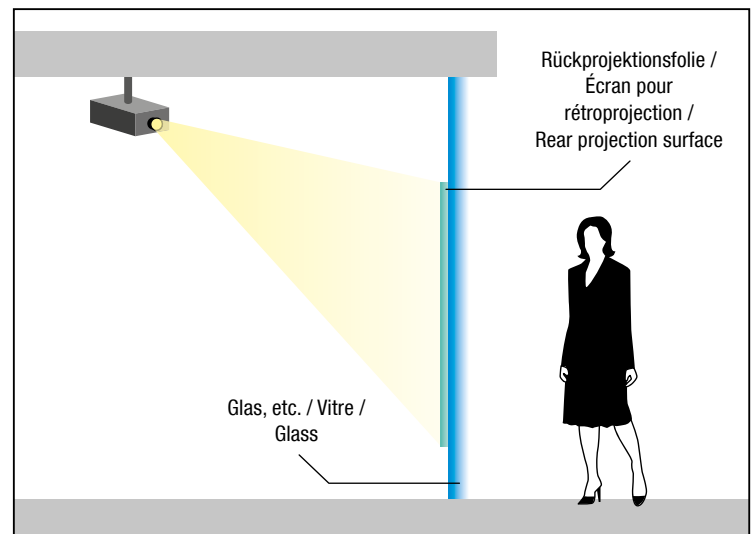 Rückprojektionsfolie /
Écran pour
rétroprojection /
Rear projection surface
Glas, etc. / Vitre /
Glass